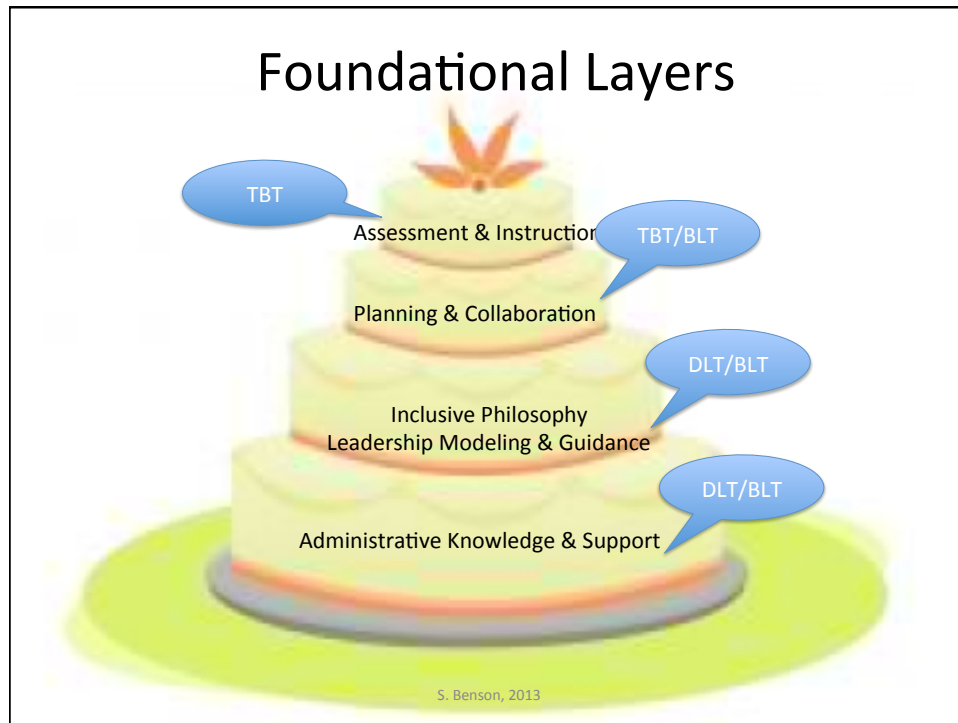 Foundational Layers
TBT
Assessment & Instruction
TBT/BLT
Planning & Collaboration
DLT/BLT
Inclusive Philosophy
Leadership Modeling & Guidance
DLT/BLT
Administrative Knowledge & Support
S. Benson, 2013